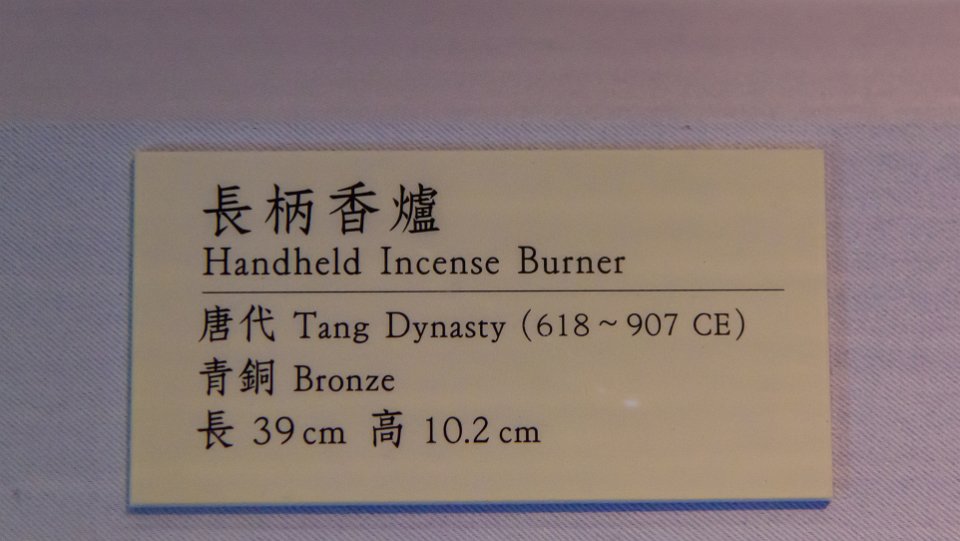 長柄香爐
Handheld Incense Burner
唐代 Tang Dynasty (618 ~ 907 CE)
青銅 Bronze
長 39 cm 高 10.2 cm